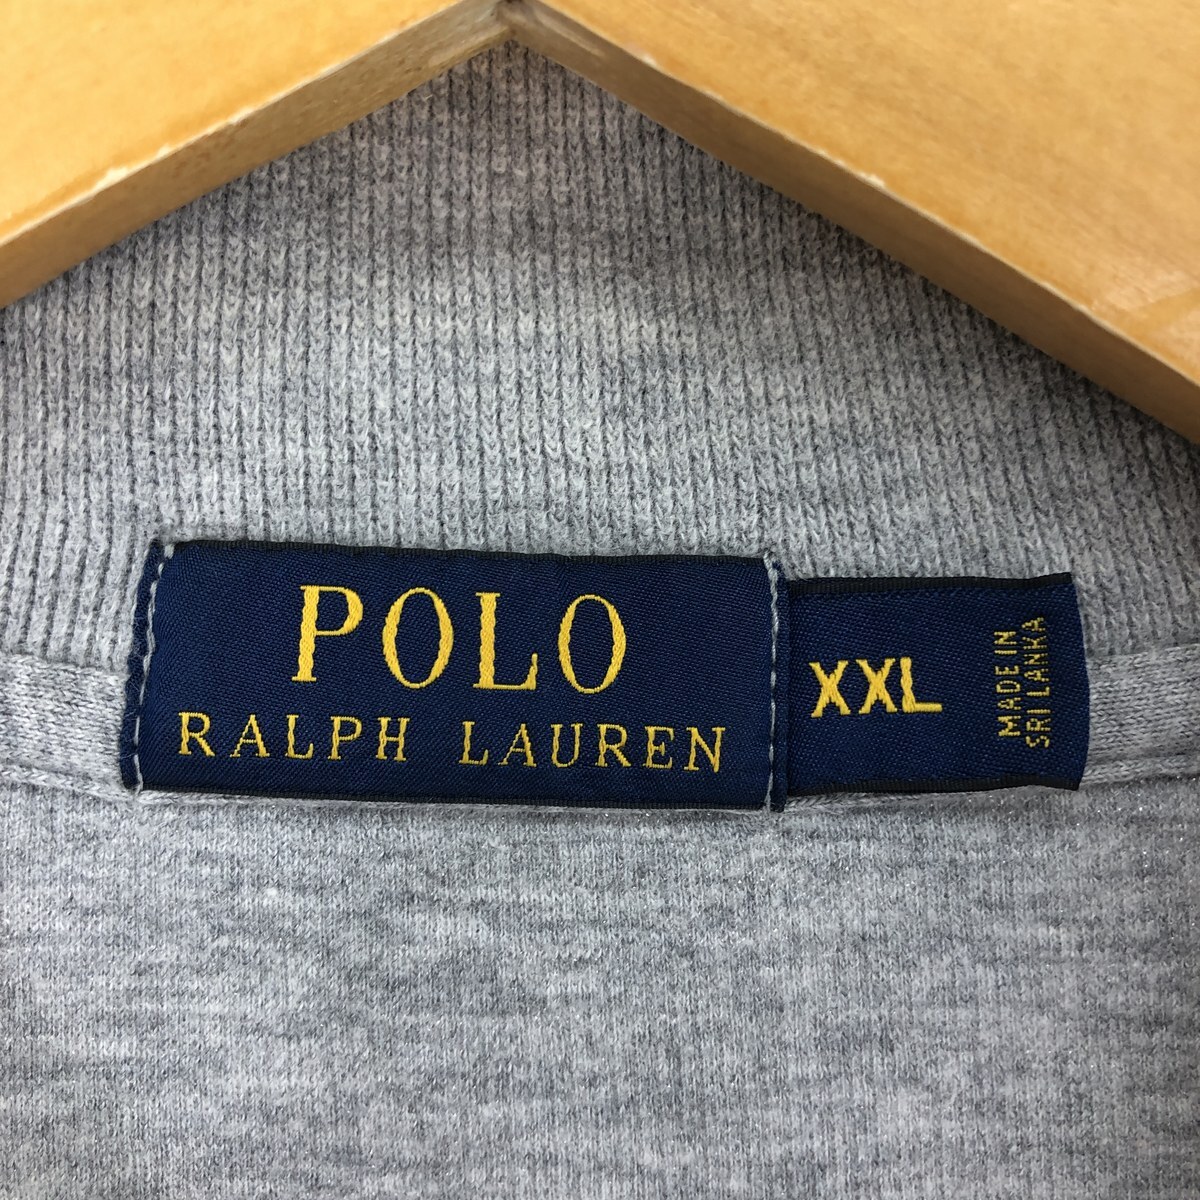 POLO
RALPH LAUREN
XXL
MADE IN
SRI LANKA